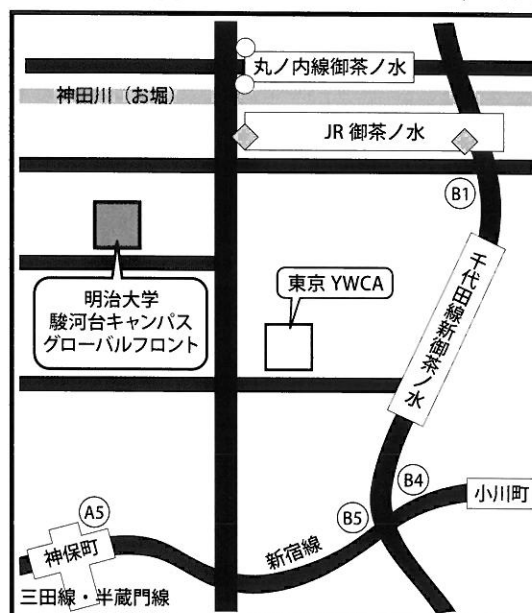 丸ノ内線御茶ノ水
神田川（お堀）
JR 御茶ノ水
B1
千代田線新御茶ノ水
明治大学
駿河台キャンパス
グローバルフロント
東京 YWCA
B4
小川町
B5
A5
新宿線
神保町
三田線・半蔵門線